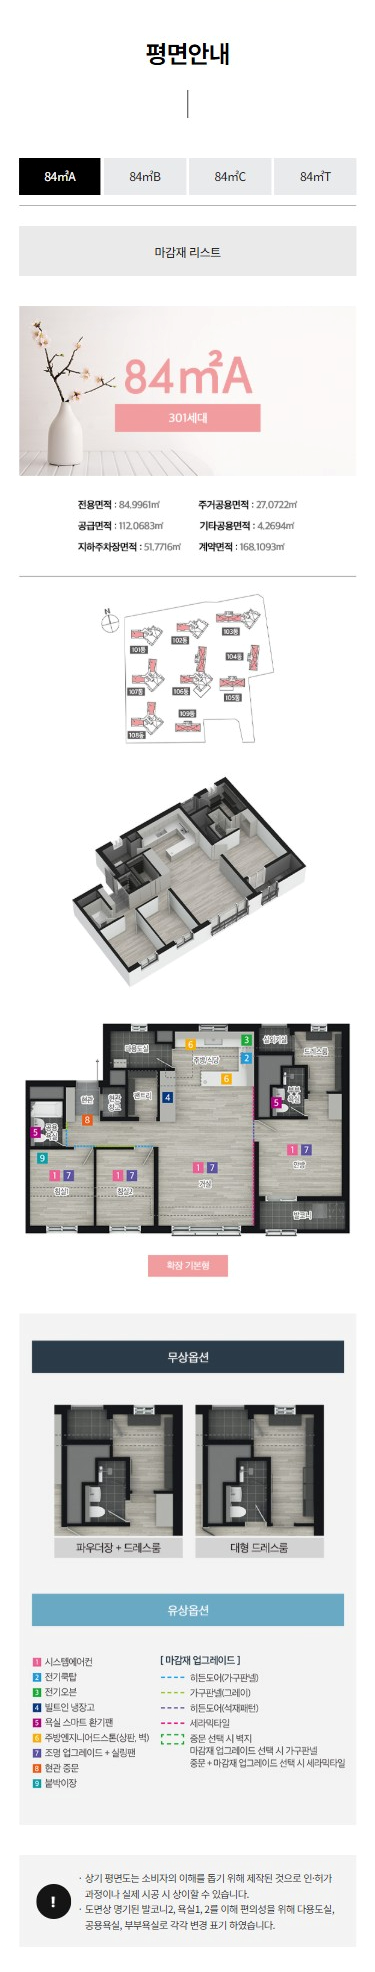 평면안내
84㎡A
84㎡B
84㎡C
84㎡T
마감재 리스트
84㎡A
301세대
전용면적 : 84.9961㎡
주거공용면적 : 27.0722㎡
공급면적 : 112.0683㎡
기타공용면적 : 4.2694㎡
지하주차장면적 : 51.7716㎡
계약면적 : 168.1093㎡
N
101동
102동
103동
104동
105동
106동
107동
108동
109동
다용도실
6
3
2
주방/식당
6
실외기실
드레스룸
현관
8
현관
창고
팬트리
4
부부
욕실
5
공용
욕실
5
9
1 7
침실1
1 7
침실2
1 7
거실
1 7
안방
발코니
확장 기본형
무상옵션
파우더장 + 드레스룸
대형 드레스룸
유상옵션
1 시스템에어컨
2 전기쿡탑
3 전기오븐
4 빌트인 냉장고
5 욕실 스마트 환기팬
6 주방엔지니어드스톤(상판, 벽)
7 조명 업그레이드 + 실링팬
8 현관 중문
9 붙박이장
[ 마감재 업그레이드 ]
히든도어(가구판넬)
가구판넬(그레이)
히든도어(석재패턴)
세라믹타일
중문 선택 시 벽지
마감재 업그레이드 선택 시 가구판넬
중문 + 마감재 업그레이드 선택 시 세라믹타일
!
· 상기 평면도는 소비자의 이해를 돕기 위해 제작된 것으로 인·허가
과정이나 실제 시공 시 상이할 수 있습니다.
· 도면상 명기된 발코니2, 욕실1, 2를 이해 편의성을 위해 다용도실,
공용욕실, 부부욕실로 각각 변경 표기 하였습니다.